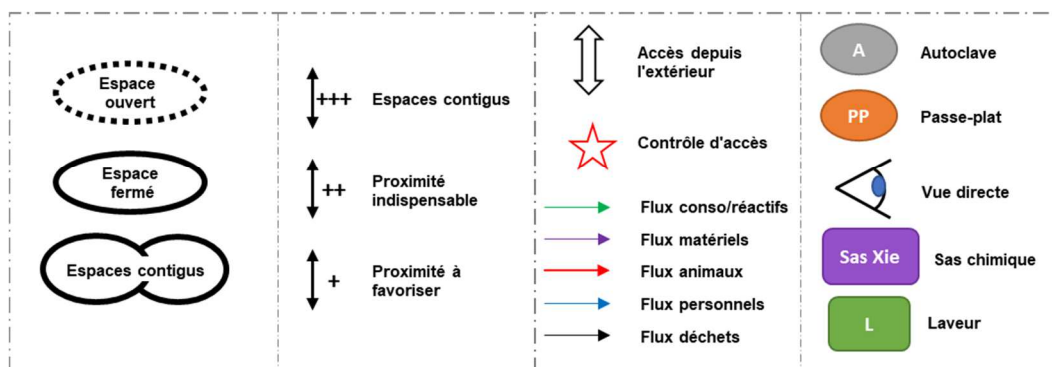 Espace
ouvert
Espace
fermé
Espaces contigus
+++ Espaces contigus
++ Proximité
indispensable
+ Proximité à
favoriser
Accès depuis
l'extérieur
Contrôle d'accès
Flux conso/réactifs
Flux matériels
Flux animaux
Flux personnels
Flux déchets
A Autoclave
PP Passe-plat
Vue directe
Sas Xie Sas chimique
L Laveur